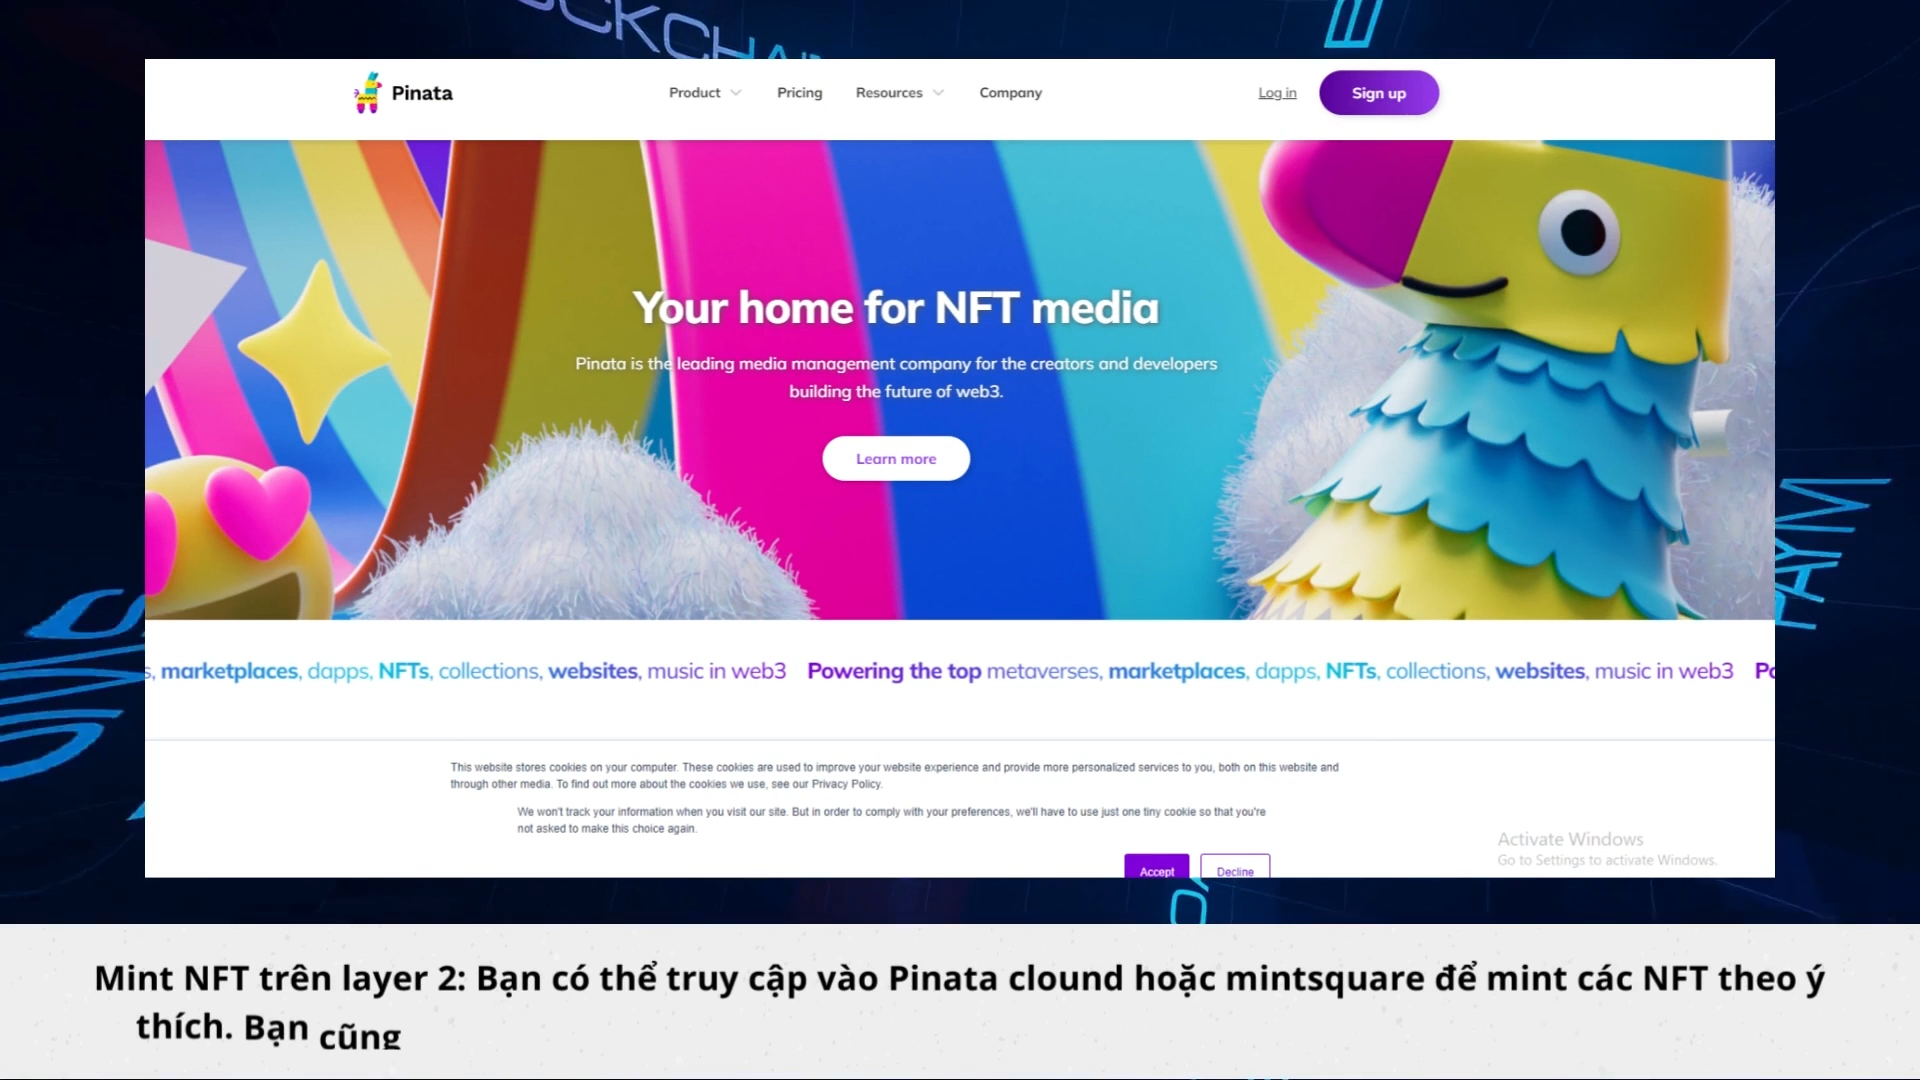 OCKCHAIN
Pinata
Product
Pricing
Resources
Company
Log in
Sign up
Your home for NFT media
Pinata is the leading media management company for the creators and developers
building the future of web3.
Learn more
PAYM
s, marketplaces, dapps, NFTs, collections, websites, music in web3 Powering the top metaverses, marketplaces, dapps, NFTs, collections, websites, music in web3 Po
This website stores cookies on your computer. These cookies are used to improve your website experience and provide more personalized services to you, both on this website and
through other media. To find out more about the cookies we use, see our Privacy Policy.
We won't track your information when you visit our site. But in order to comply with your preferences, we'll have to use just one tiny cookie so that you're
not asked to make this choice again.
Activate Windows
Go to Settings to activate Windows.
Accept
Decline
Mint NFT trên layer 2: Bạn có thể truy cập vào Pinata clound hoặc mintsquare để mint các NFT theo ý
thích. Bạn cũng